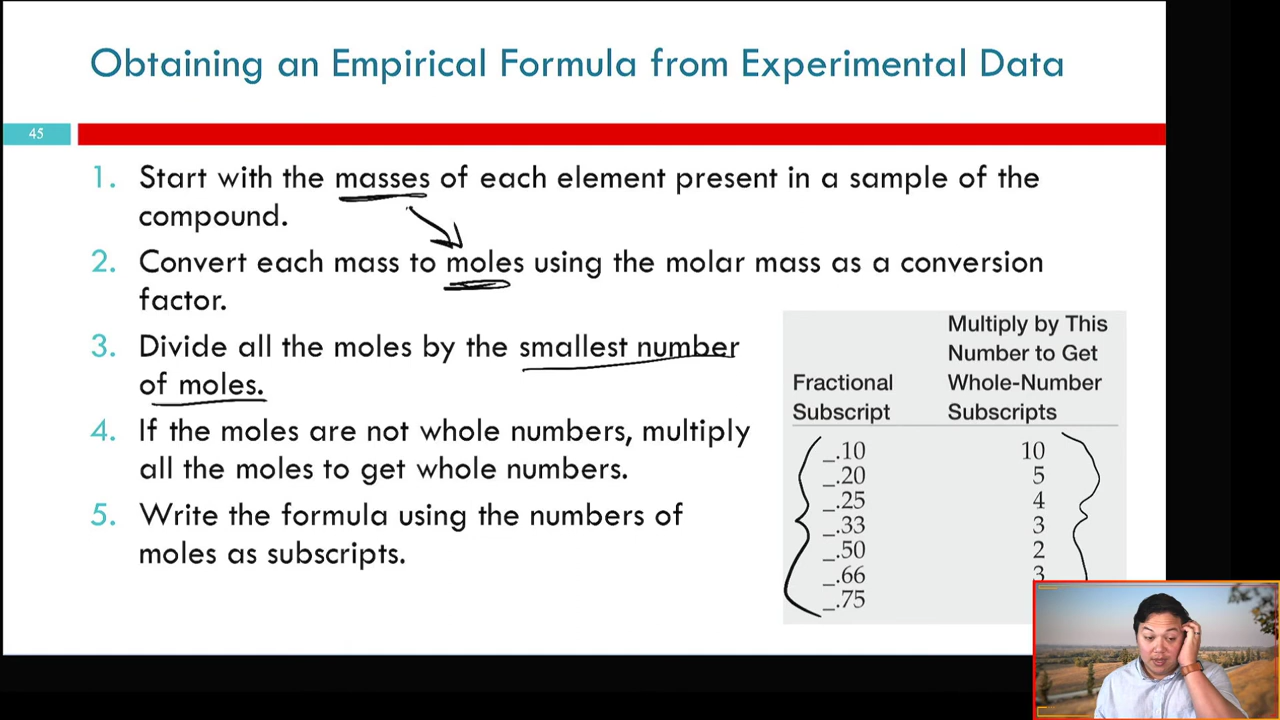 Obtaining an Empirical Formula from Experimental Data
45
1. Start with the masses of each element present in a sample of the
compound.
2. Convert each mass to moles using the molar mass as a conversion
factor.
3. Divide all the moles by the smallest number
of moles.
4. If the moles are not whole numbers, multiply
all the moles to get whole numbers.
5. Write the formula using the numbers of
moles as subscripts.
Multiply by This
Number to Get
Fractional Whole-Number
Subscript Subscripts
_.10 10
_.20 5
_.25 4
_.33 3
_.50 2
_.66 3
_.75